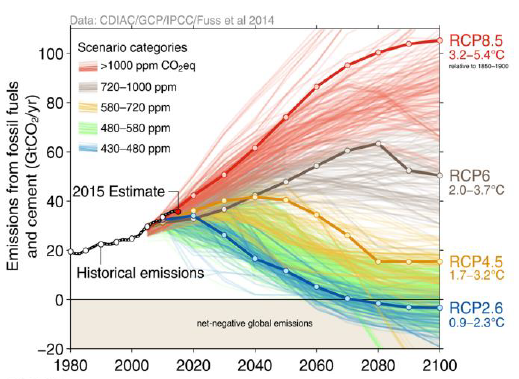 Data: CDIAC/GCP/IPCC/Fuss et al 2014
Emissions from fossil fuels
and cement (GtCO₂/yr)
100
80
60
40
20
0
−20
Scenario categories
>1000 ppm CO₂eq
720−1000 ppm
580−720 ppm
480−580 ppm
430−480 ppm
2015 Estimate
Historical emissions
net-negative global emissions
RCP8.5
3.2−5.4°C
relative to 1850−1900
RCP6
2.0−3.7°C
RCP4.5
1.7−3.2°C
RCP2.6
0.9−2.3°C
1980 2000 2020 2040 2060 2080 2100